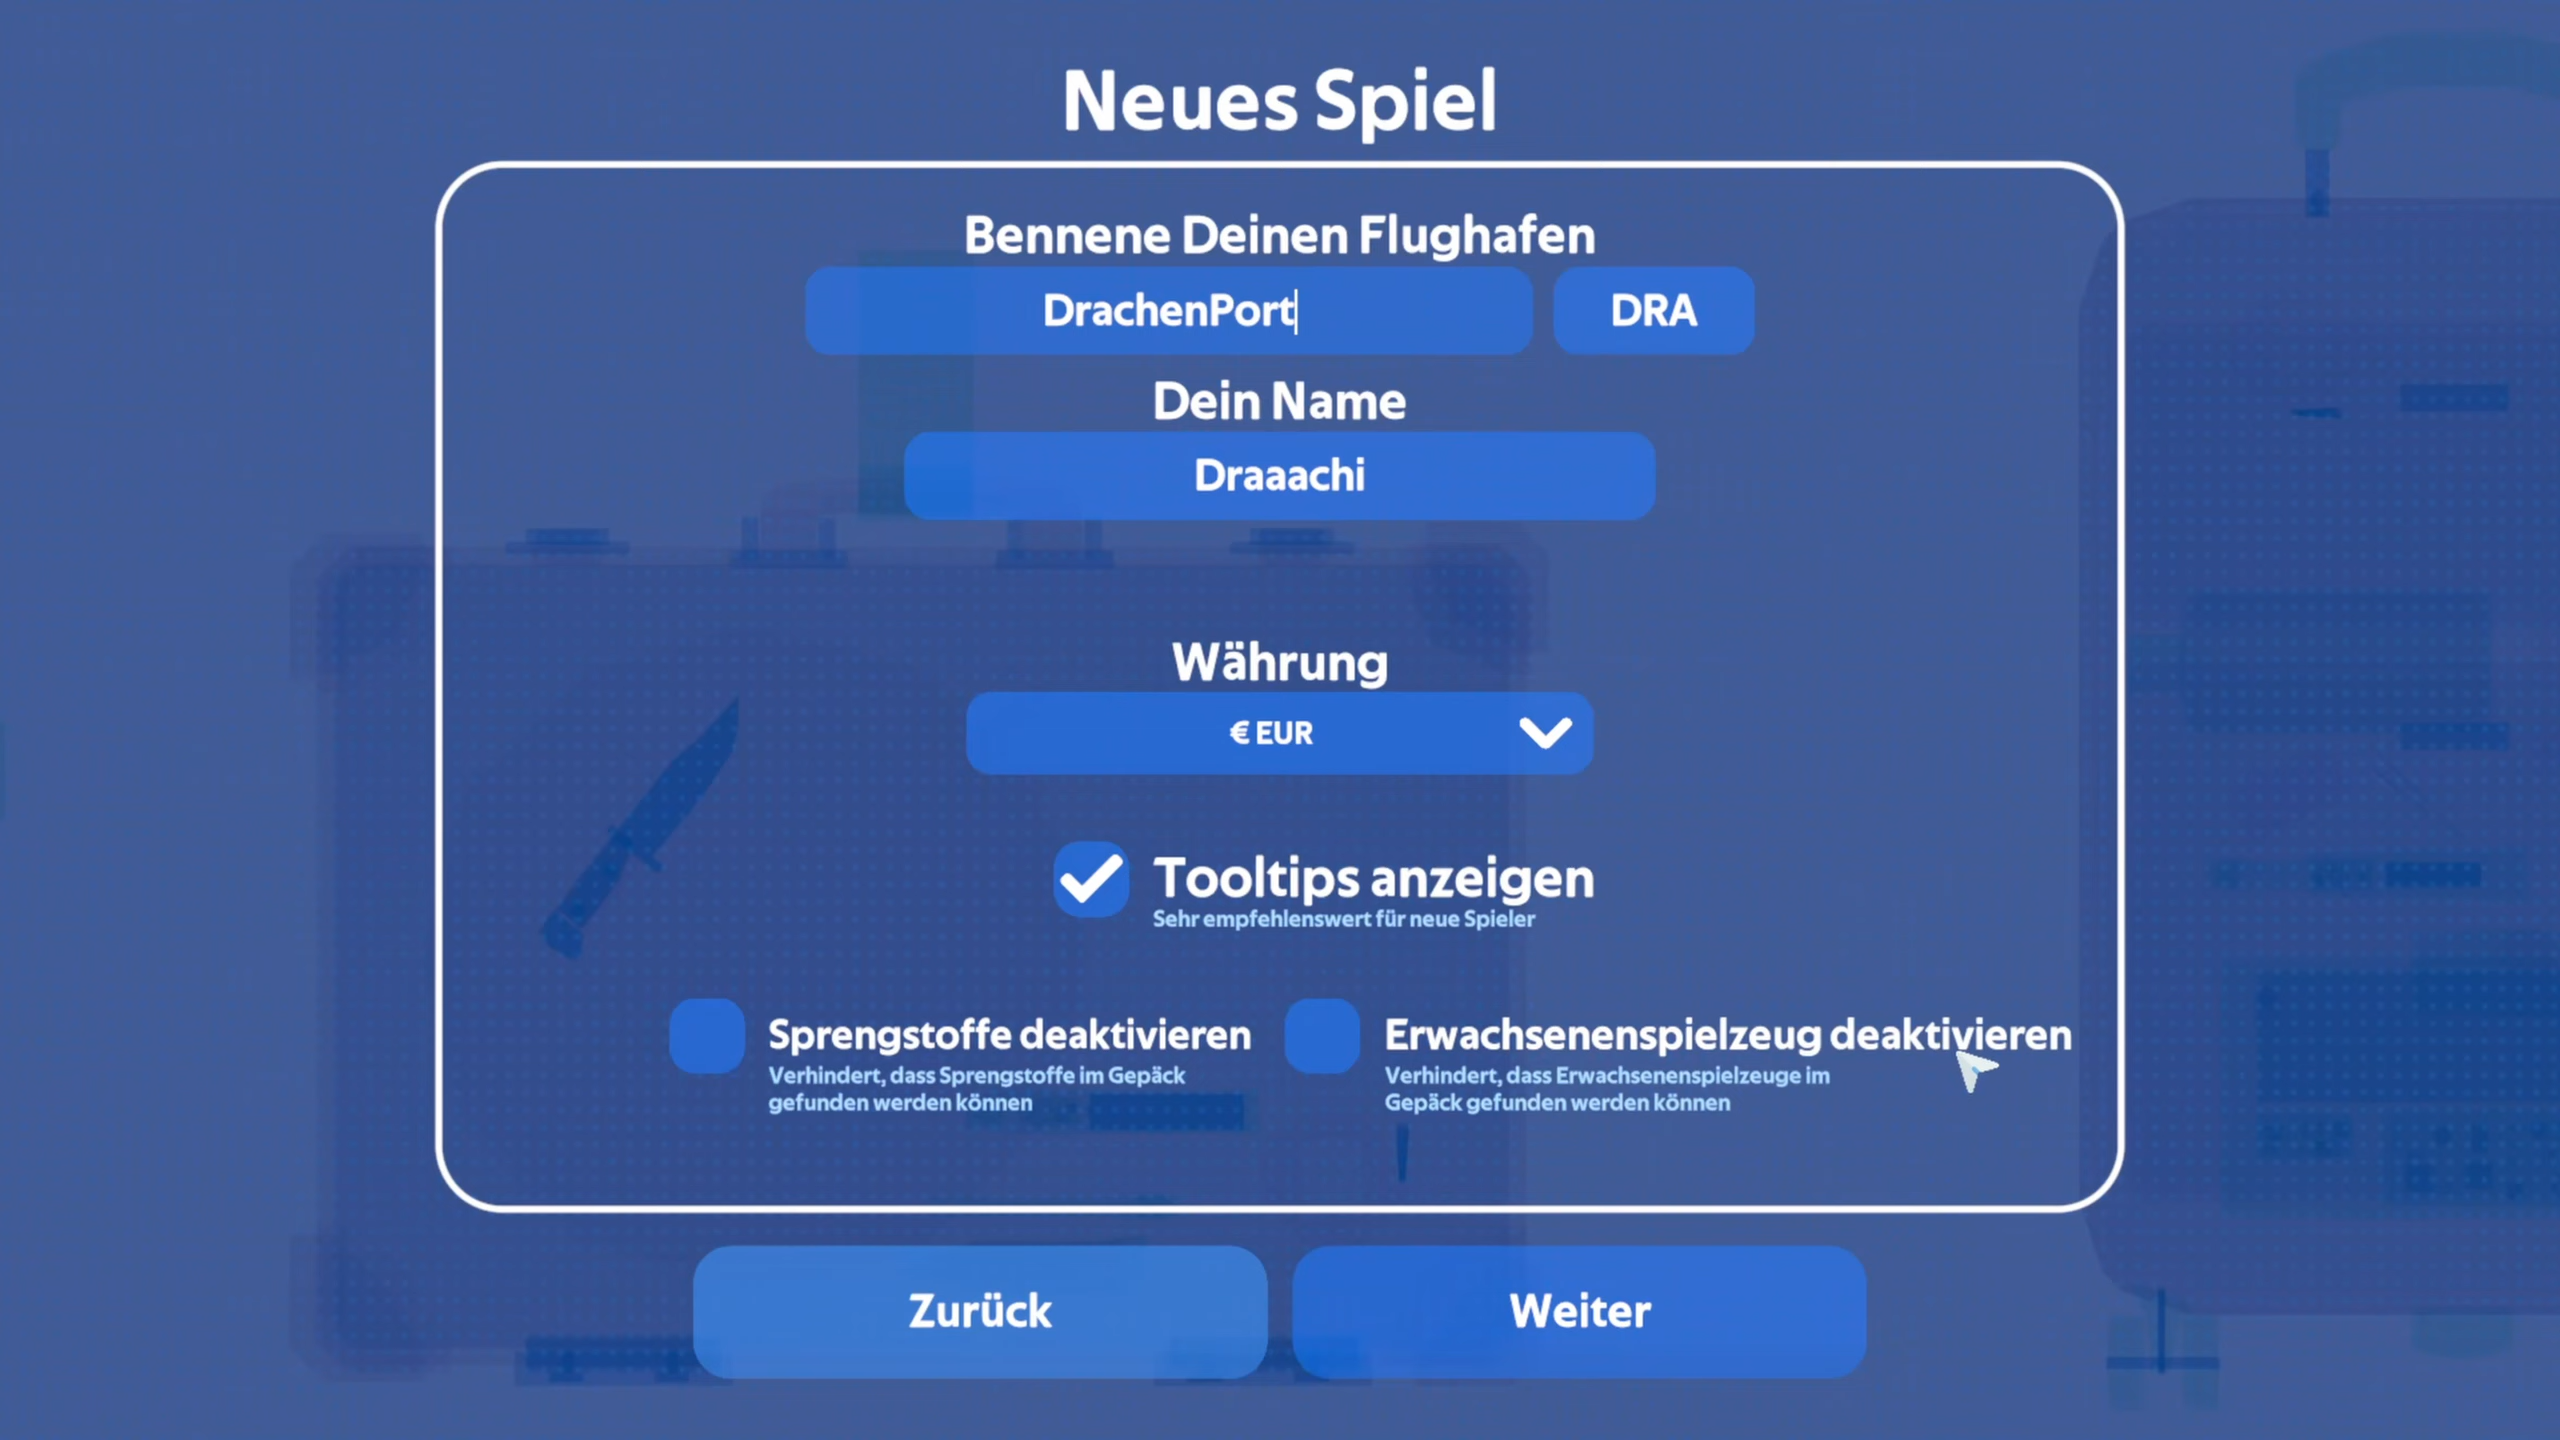 Neues Spiel
Bennene Deinen Flughafen
DrachenPort DRA
Dein Name
Draaachi
Währung
€ EUR
Tooltips anzeigen
Sehr empfehlenswert für neue Spieler
Sprengstoffe deaktivieren
Verhindert, dass Sprengstoffe im Gepäck
gefunden werden können
Erwachsenenspielzeug deaktivieren
Verhindert, dass Erwachsenenspielzeuge im
Gepäck gefunden werden können
Zurück Weiter